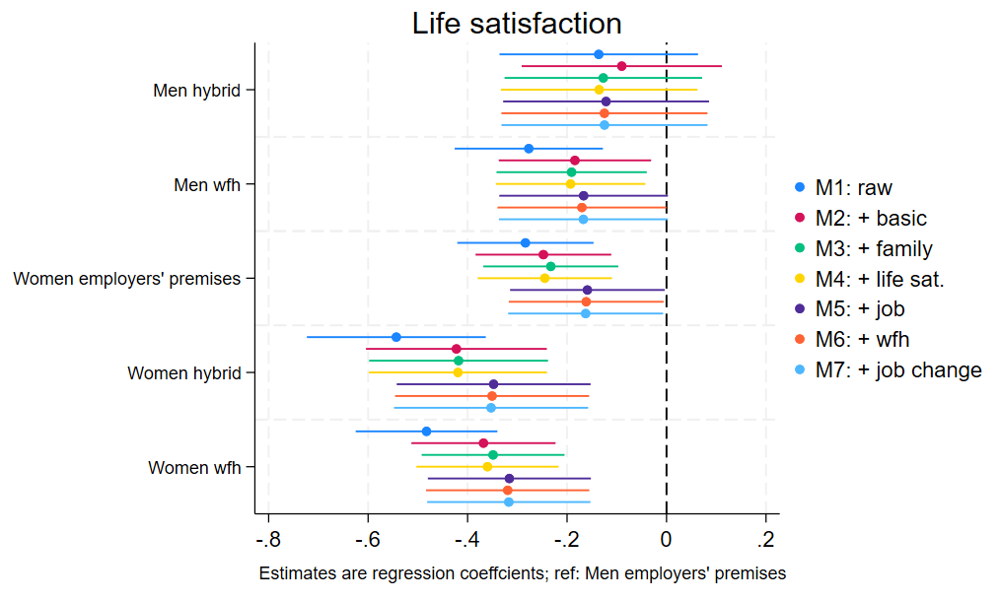 Life satisfaction
Men hybrid
Men wfh
Women employers' premises
Women hybrid
Women wfh
-.8
-.6
-.4
-.2
0
.2
Estimates are regression coeffcients; ref: Men employers' premises
M1: raw
M2: + basic
M3: + family
M4: + life sat.
M5: + job
M6: + wfh
M7: + job change